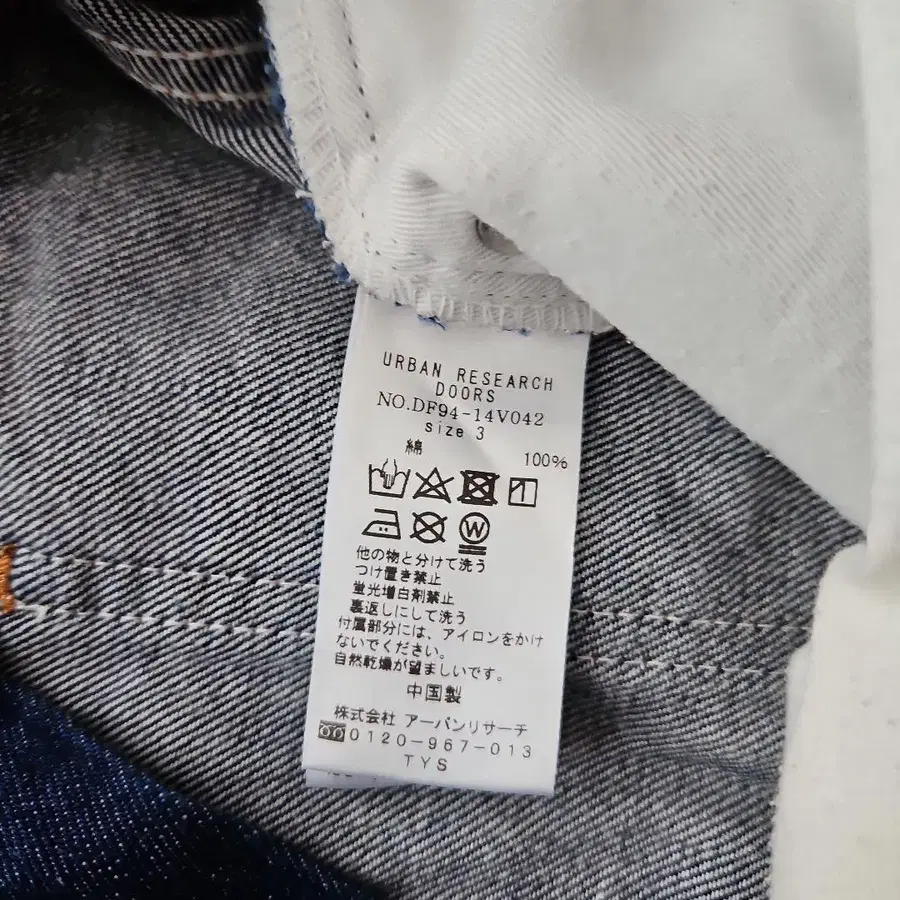 URBAN RESEARCH
DOORS
NO.DF94-14V042
size 3
綿 100%
他の物と分けて洗う
つけ置き禁止
蛍光増白剤禁止
裏返しにして洗う
付属部分には、アイロンをかけ
ないでください。
自然乾燥が望ましいです。
中国製
株式会社 アーバンリサーチ
0120-967-013
TYS